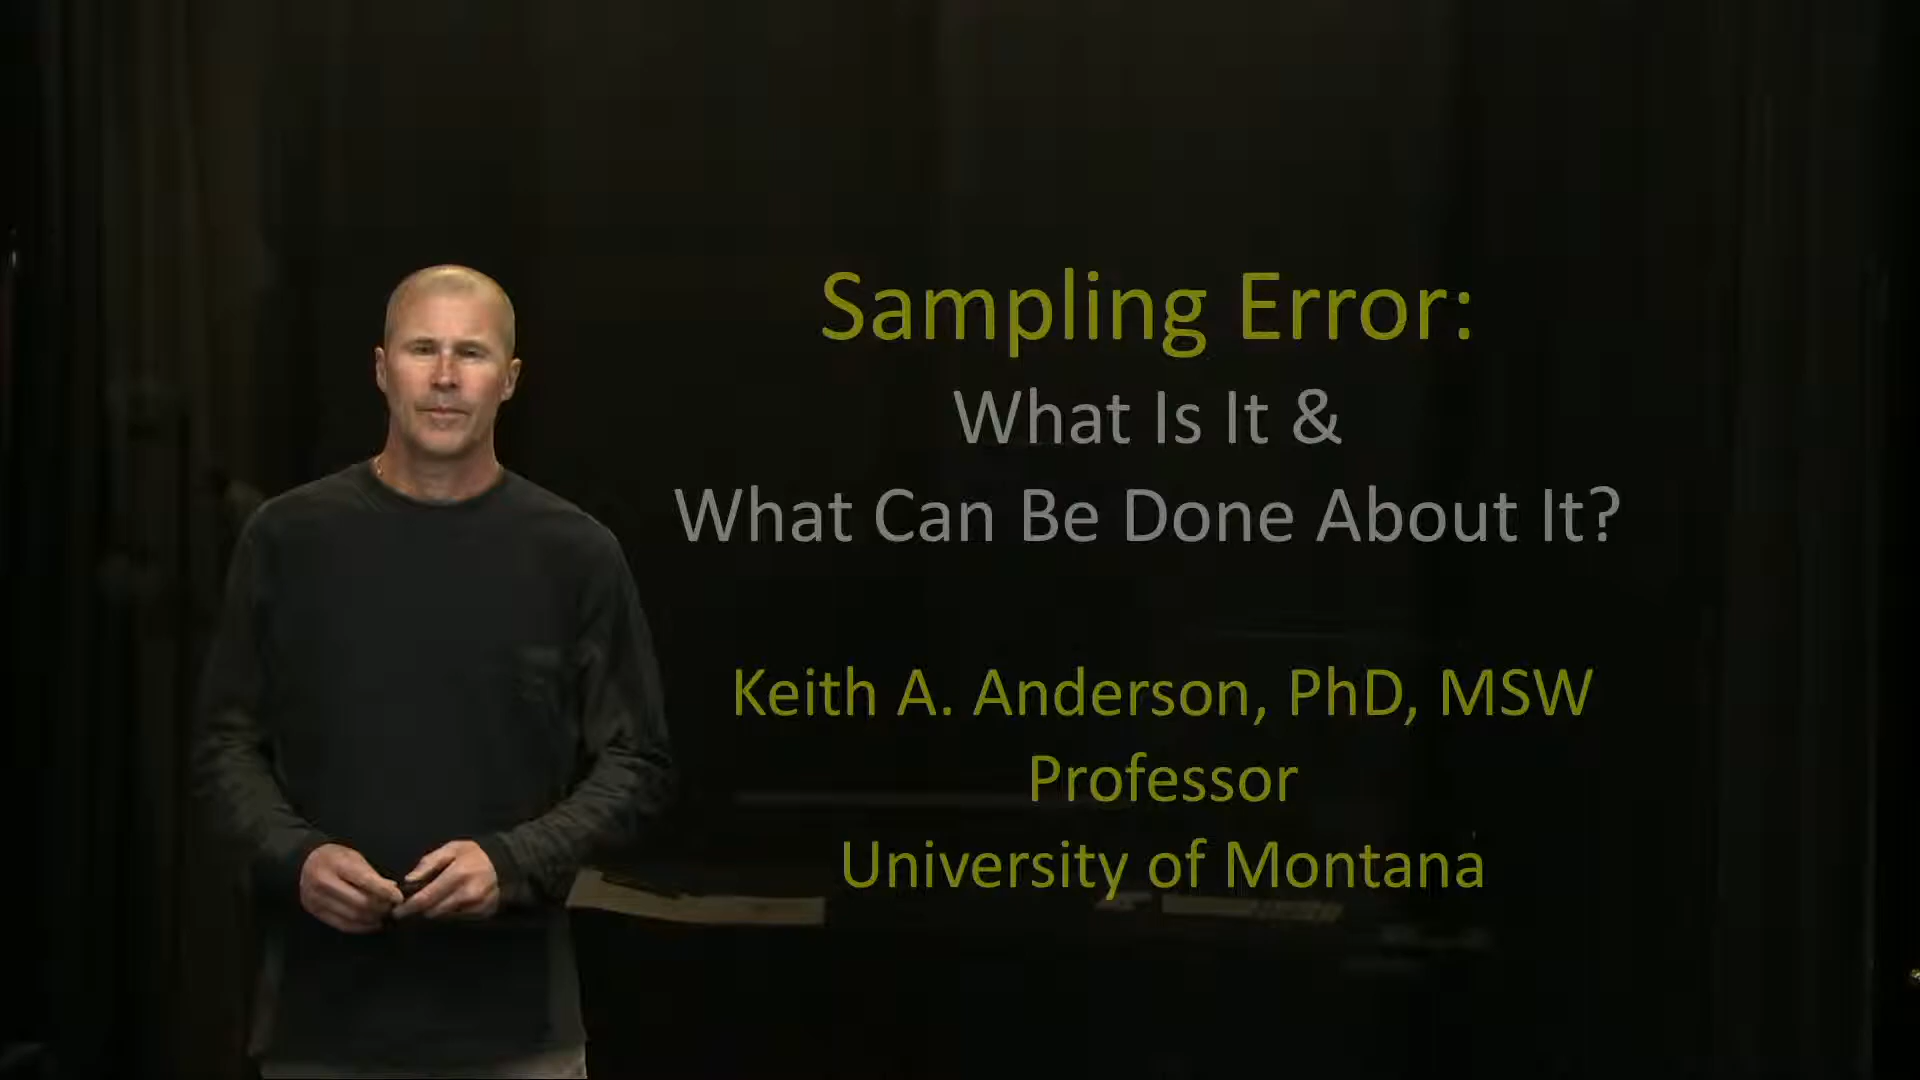 Sampling Error:
What Is It &
What Can Be Done About It?
Keith A. Anderson, PhD, MSW
Professor
University of Montana